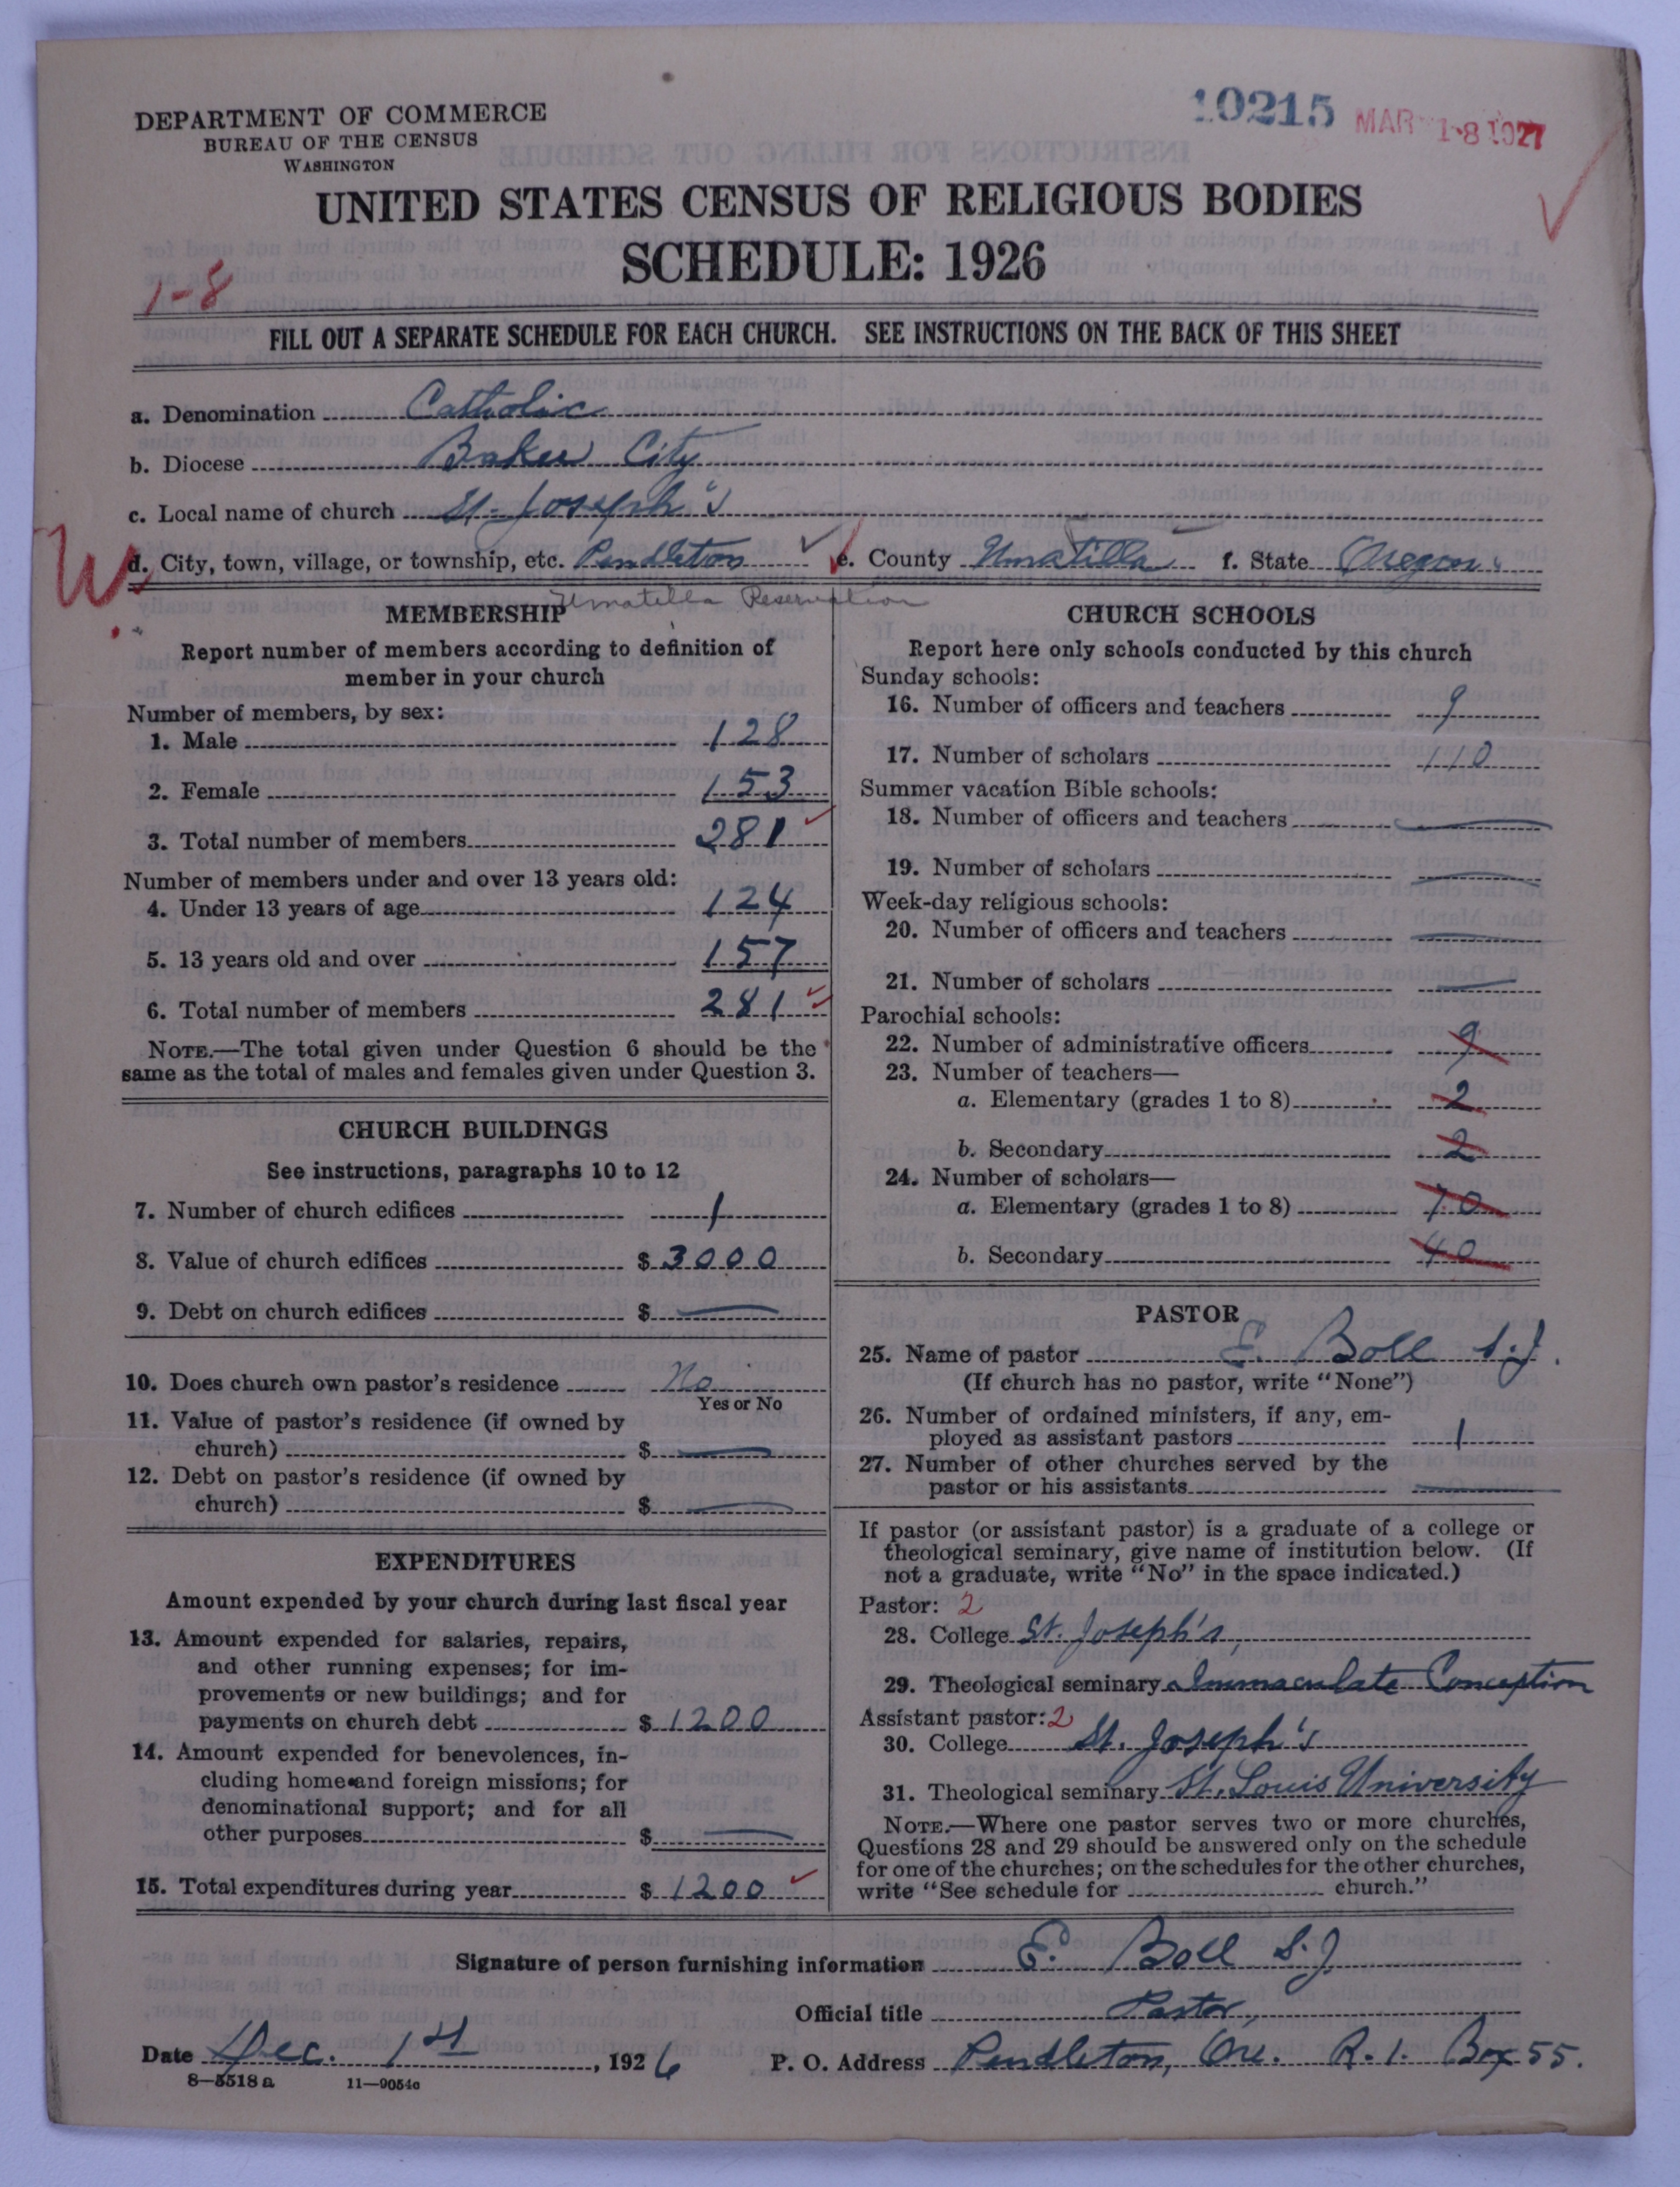 DEPARTMENT OF COMMERCE
BUREAU OF THE CENSUS
WASHINGTON
10215 MAR 18 1927
UNITED STATES CENSUS OF RELIGIOUS BODIES
SCHEDULE: 1926
1-8
FILL OUT A SEPARATE SCHEDULE FOR EACH CHURCH. SEE INSTRUCTIONS ON THE BACK OF THIS SHEET
a. Denomination Catholic
b. Diocese Baker City
c. Local name of church St. Joseph's
W. d. City, town, village, or township, etc. Pendleton e. County Umatilla f. State Oregon
Umatilla Reservation
MEMBERSHIP
Report number of members according to definition of
member in your church
Number of members, by sex:
1. Male 128
2. Female 153
3. Total number of members 281
Number of members under and over 13 years old:
4. Under 13 years of age 124
5. 13 years old and over 157
6. Total number of members 281
NOTE.—The total given under Question 6 should be the
same as the total of males and females given under Question 3.
CHURCH BUILDINGS
See instructions, paragraphs 10 to 12
7. Number of church edifices 1
8. Value of church edifices $ 3000
9. Debt on church edifices $ —
10. Does church own pastor's residence No
Yes or No
11. Value of pastor's residence (if owned by
church) $ —
12. Debt on pastor's residence (if owned by
church) $ —
EXPENDITURES
Amount expended by your church during last fiscal year
13. Amount expended for salaries, repairs,
and other running expenses; for im-
provements or new buildings; and for
payments on church debt $ 1200
14. Amount expended for benevolences, in-
cluding home and foreign missions; for
denominational support; and for all
other purposes $ —
15. Total expenditures during year $ 1200
CHURCH SCHOOLS
Report here only schools conducted by this church
Sunday schools:
16. Number of officers and teachers 9
17. Number of scholars 110
Summer vacation Bible schools:
18. Number of officers and teachers —
19. Number of scholars —
Week-day religious schools:
20. Number of officers and teachers —
21. Number of scholars —
Parochial schools:
22. Number of administrative officers 9
23. Number of teachers—
a. Elementary (grades 1 to 8) 2
b. Secondary 2
24. Number of scholars—
a. Elementary (grades 1 to 8) 70
b. Secondary 40
PASTOR
25. Name of pastor E. Boll S.J.
(If church has no pastor, write "None")
26. Number of ordained ministers, if any, em-
ployed as assistant pastors 1
27. Number of other churches served by the
pastor or his assistants —
If pastor (or assistant pastor) is a graduate of a college or
theological seminary, give name of institution below. (If
not a graduate, write "No" in the space indicated.)
Pastor: 2
28. College St. Joseph's
29. Theological seminary Immaculate Conception
Assistant pastor: 2
30. College St. Joseph's
31. Theological seminary St. Louis University
NOTE.—Where one pastor serves two or more churches,
Questions 28 and 29 should be answered only on the schedule
for one of the churches; on the schedules for the other churches,
write "See schedule for church."
Signature of person furnishing information E. Boll S.J.
Official title Pastor
Date Dec. 1st, 1926 P. O. Address Pendleton, Ore. R. 1. Box 55.
8—5518a 11—9054a